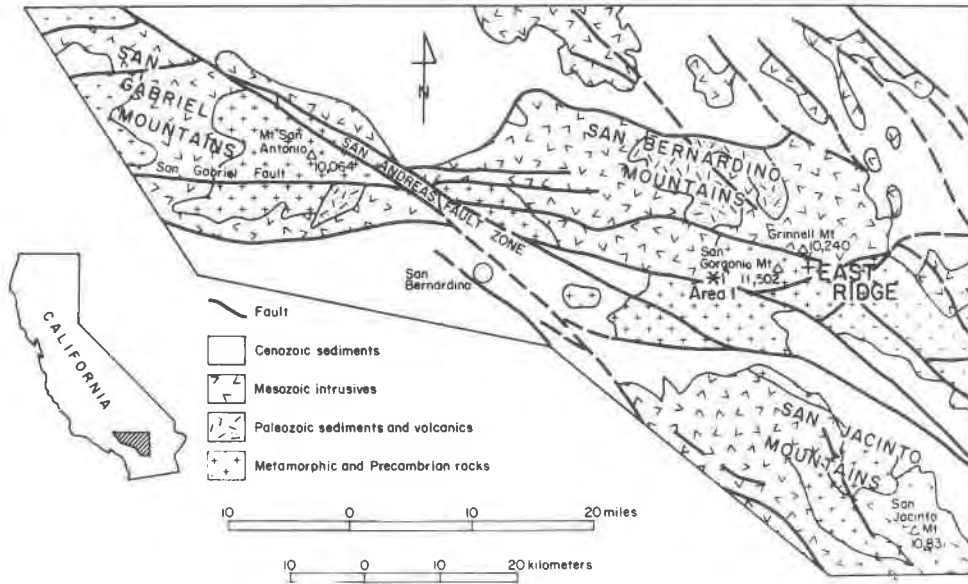 SAN
GABRIEL
MOUNTAINS
Mt San
Antonio
10,064
San Gabriel Fault
SAN ANDREAS FAULT ZONE
N
SAN BERNARDINO
MOUNTAINS
Grinnell Mt
10,240
San
Gorgonio Mt
11,502
1
Area 1
EAST
RIDGE
San
Bernardino
SAN JACINTO
MOUNTAINS
San
Jacinto
Mt
10,831
CALIFORNIA
Fault
Cenozoic sediments
Mesozoic intrusives
Paleozoic sediments and volcanics
Metamorphic and Precambrian rocks
10 0 10 20 miles
10 0 10 20 kilometers